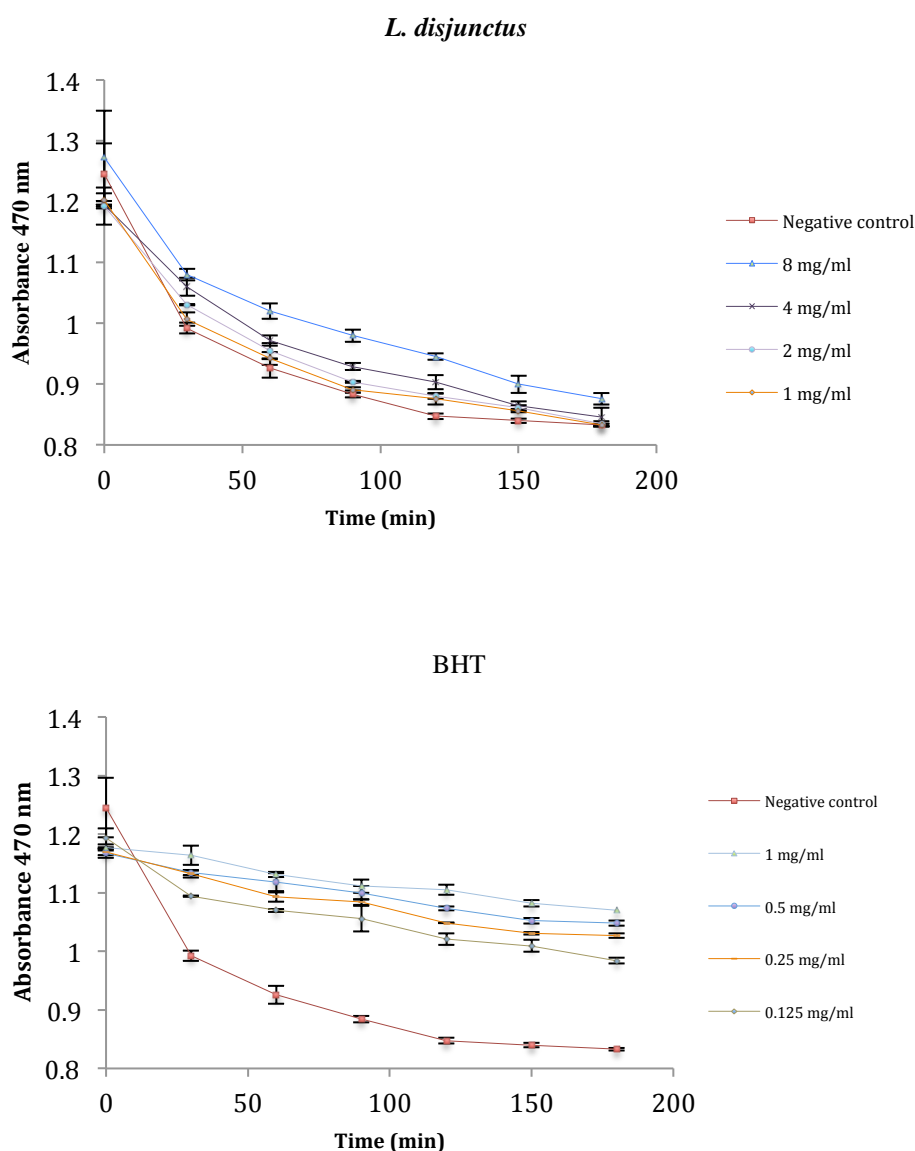 L. disjunctus
1.4
1.3
1.2
1.1
1
0.9
0.8
Absorbance 470 nm
0
50
100
150
200
Time (min)
Negative control
8 mg/ml
4 mg/ml
2 mg/ml
1 mg/ml
BHT
1.4
1.3
1.2
1.1
1
0.9
0.8
Absorbance 470 nm
0
50
100
150
200
Time (min)
Negative control
1 mg/ml
0.5 mg/ml
0.25 mg/ml
0.125 mg/ml